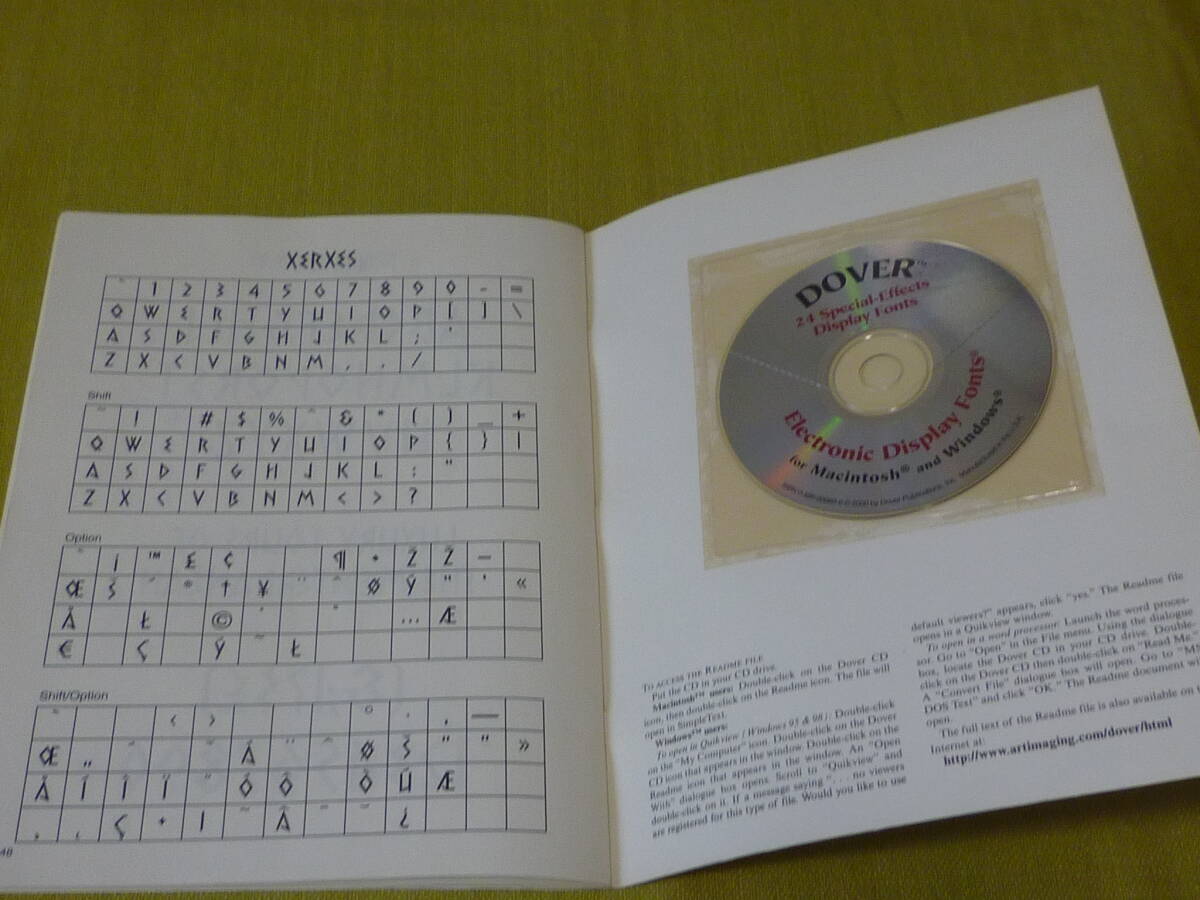 XERXES
` 1 2 3 4 5 6 7 8 9 0 - =
Q W E R T Y U I O P [ ] \
A S D F G H J K L ; '
Z X C V B N M , . /
Shift
~ ! # $ % ^ & * ( ) _ +
Q W E R T Y U I O P { } |
A S D F G H J K L : "
Z X C V B N M < > ?
Option
` ¡ ™ £ ¢ ¶ • Ž Ž –
Œ Š ´ ® † ¥ ¨ ˆ Ø Ý " ' «
Å Ł © ˙ ˚ … Æ
€ Ç Ý ~ Ł
Shift/Option
` ‹ › ° · ‚ —
Œ „ Š " " »
Í Î Ï Ó Ô Ò Æ
Ç ¿
48
DOVER™
24 Special-Effects
Display Fonts
Electronic Display Fonts®
for Macintosh® and Windows®
TO ACCESS THE README FILE
Put the CD in your CD drive.
Macintosh® users: Double-click on the Dover CD
icon, then double-click on the Readme icon. The file will
open in SimpleText.
Windows™ users:
To open in Quikview (Windows 95 & 98): Double-click
on the "My Computer" icon. Double-click on the Dover
CD icon that appears in the window. Double-click on the
Readme icon that appears in the window. An "Open
With" dialogue box opens. Scroll to "Quikview" and
double-click on it. If a message saying ". . . no viewers
are registered for this type of file. Would you like to use
default viewers?" appears, click "yes." The Readme file
opens in a Quikview window.
To open in a word processor: Launch the word proces-
sor. Go to "Open" in the File menu. Using the dialogue
box, locate the Dover CD in your CD drive. Double-
click on the Dover CD then double-click on "Read Me."
A "Convert File" dialogue box will open. Go to "MS
DOS Text" and click "OK." The Readme document will
open.
The full text of the Readme file is also available on
Internet at:
http://www.artimaging.com/dover/html